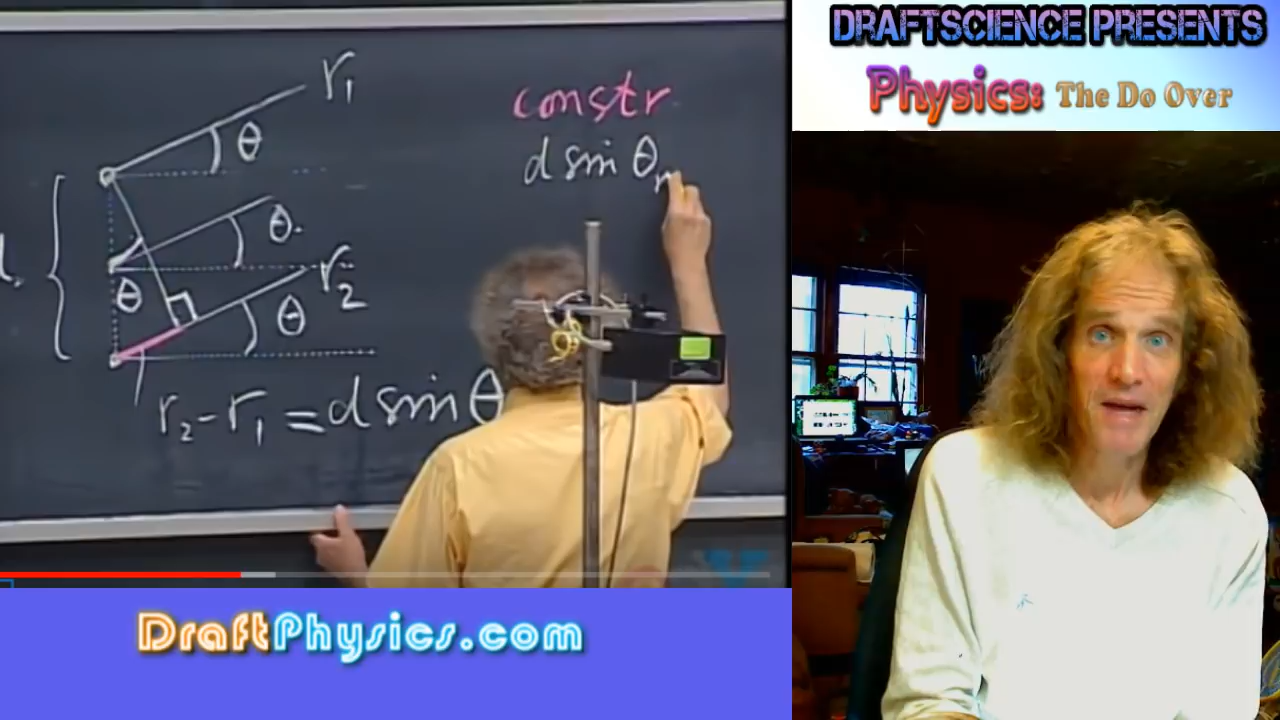 DRAFTSCIENCE PRESENTS
Physics: The Do Over
r₁
θ
constr
d sin θ
θ
θ
r₂
θ
r₂-r₁ = d sin θ
DraftPhysics.com